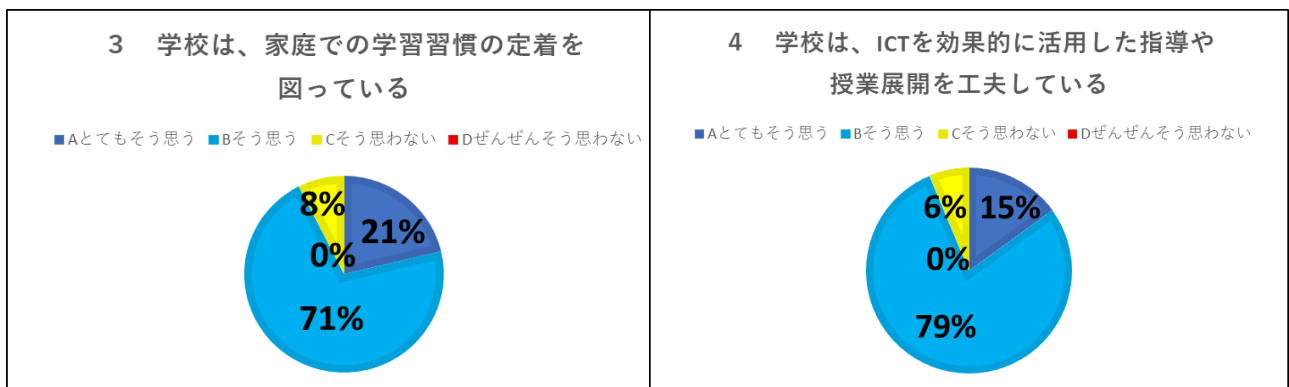 3 学校は、家庭での学習習慣の定着を
図っている
■Aとてもそう思う ■Bそう思う ■Cそう思わない ■Dぜんぜんそう思わない
8%
21%
0%
71%
4 学校は、ICTを効果的に活用した指導や
授業展開を工夫している
■Aとてもそう思う ■Bそう思う ■Cそう思わない ■Dぜんぜんそう思わない
6%
15%
0%
79%